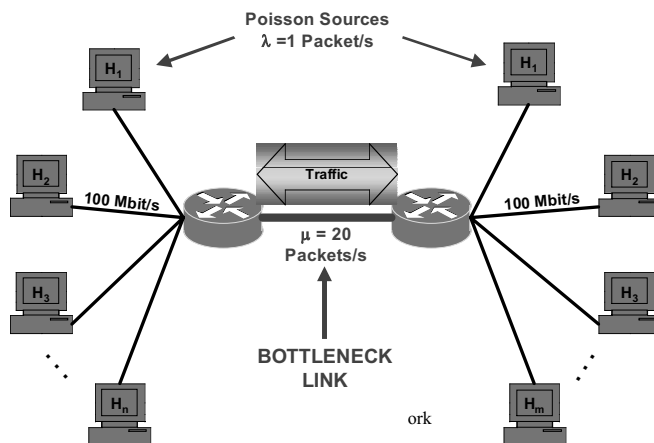 Poisson Sources
λ =1 Packet/s
H1
H1
H2
H2
100 Mbit/s
Traffic
100 Mbit/s
μ = 20
Packets/s
H3
H3
. . .
. . .
BOTTLENECK
LINK
Hn
Hm
ork